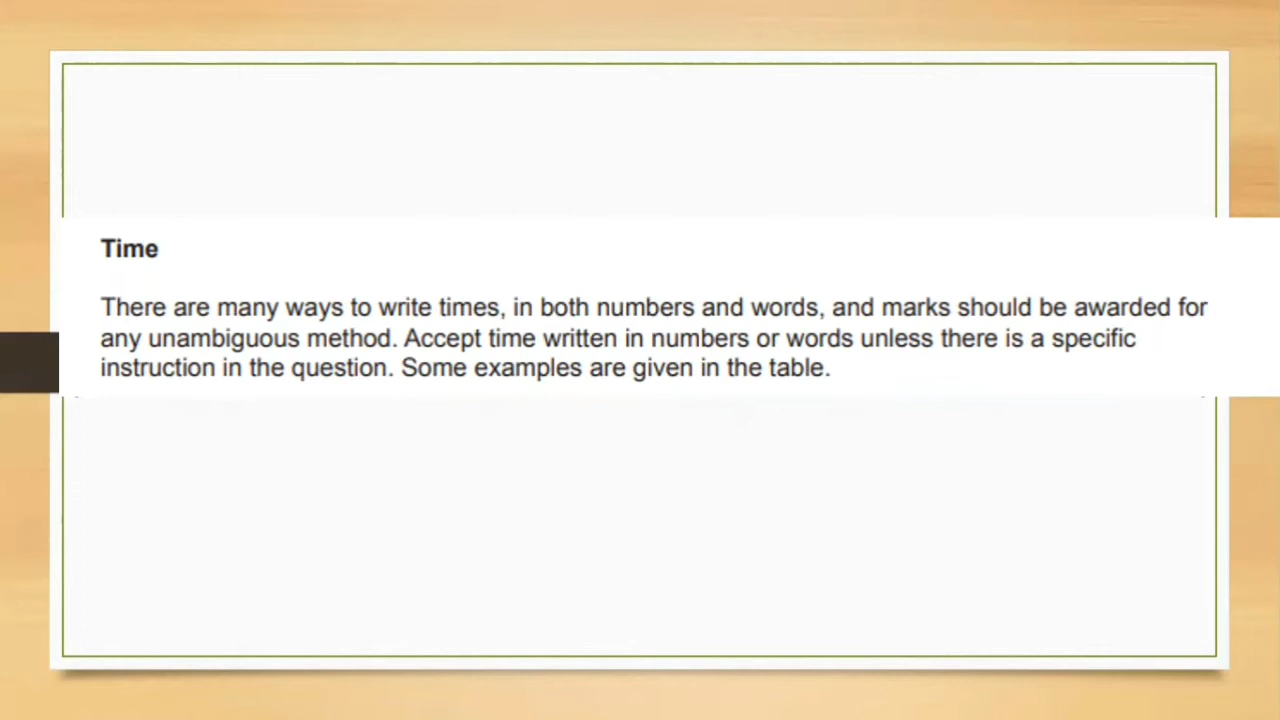 Time
There are many ways to write times, in both numbers and words, and marks should be awarded for
any unambiguous method. Accept time written in numbers or words unless there is a specific
instruction in the question. Some examples are given in the table.